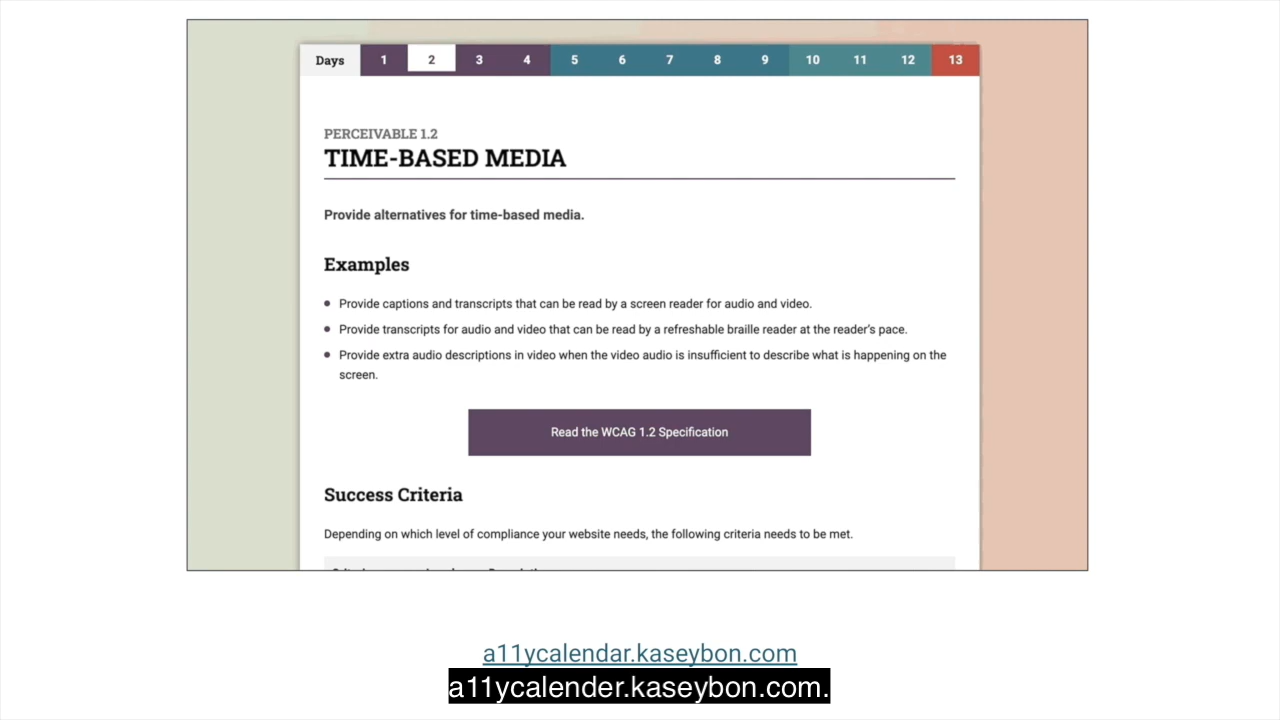 Days 1 2 3 4 5 6 7 8 9 10 11 12 13
PERCEIVABLE 1.2
TIME-BASED MEDIA
Provide alternatives for time-based media.
Examples
Provide captions and transcripts that can be read by a screen reader for audio and video.
Provide transcripts for audio and video that can be read by a refreshable braille reader at the reader's pace.
Provide extra audio descriptions in video when the video audio is insufficient to describe what is happening on the
screen.
Read the WCAG 1.2 Specification
Success Criteria
Depending on which level of compliance your website needs, the following criteria needs to be met.
a11ycalendar.kaseybon.com
a11ycalender.kaseybon.com.